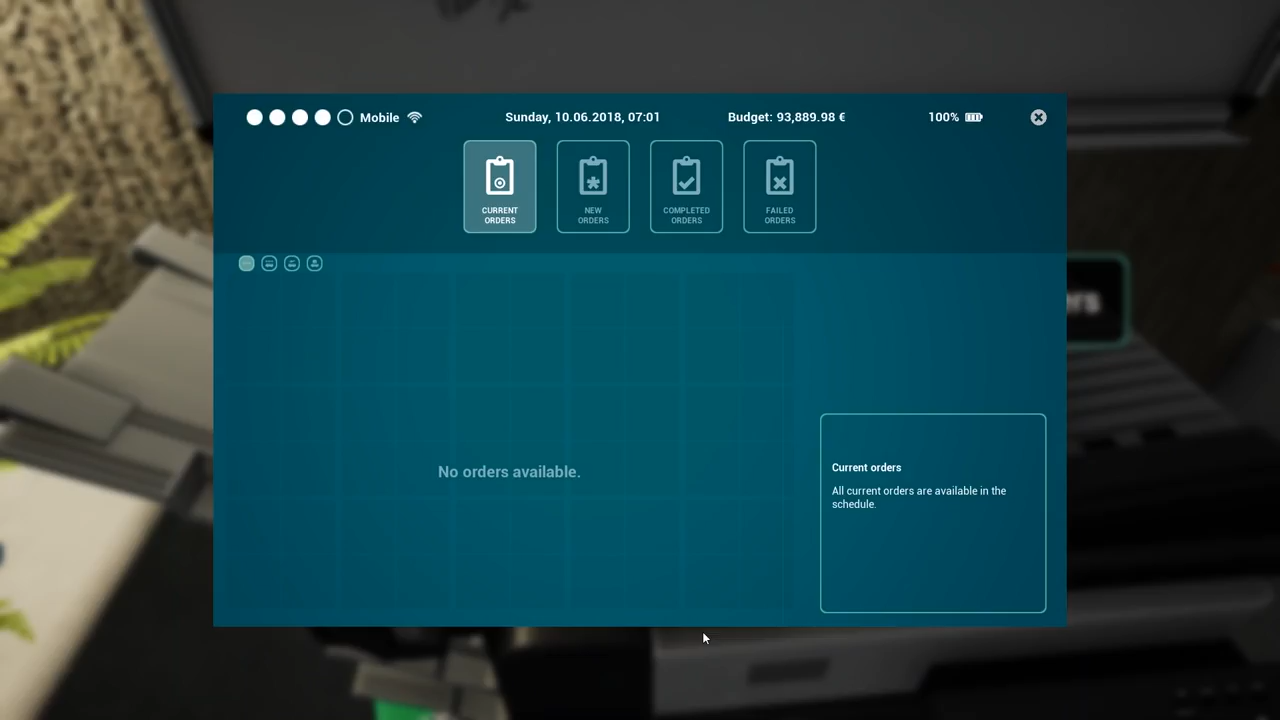 Mobile
Sunday, 10.06.2018, 07:01
Budget: 93,889.98 €
100%
CURRENT
ORDERS
NEW
ORDERS
COMPLETED
ORDERS
FAILED
ORDERS
No orders available.
Current orders
All current orders are available in the
schedule.